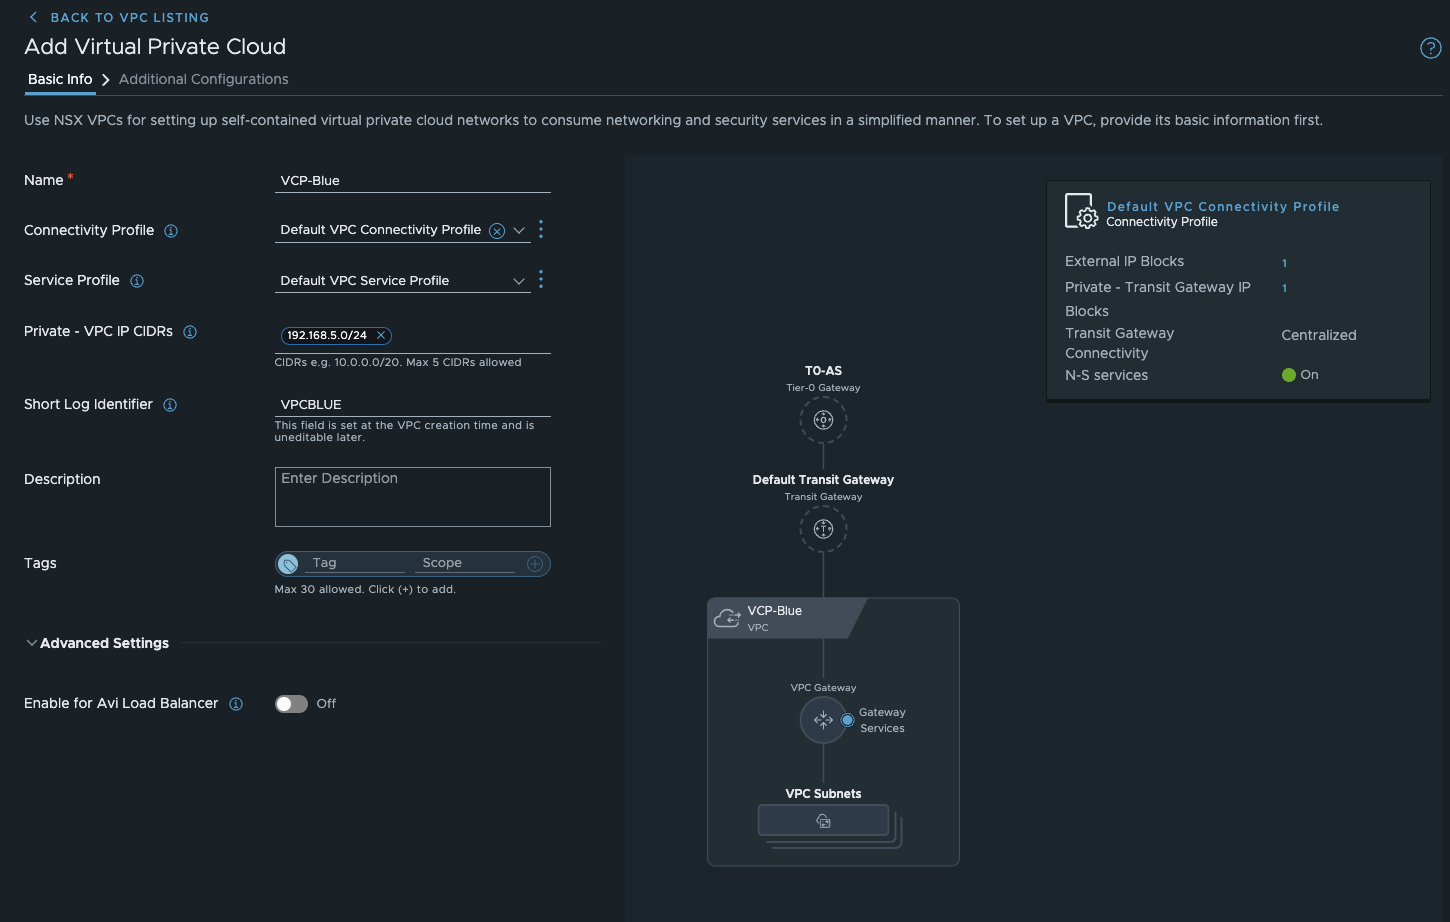 BACK TO VPC LISTING
Add Virtual Private Cloud
Basic Info
Additional Configurations
Use NSX VPCs for setting up self-contained virtual private cloud networks to consume networking and security services in a simplified manner. To set up a VPC, provide its basic information first.
Name *
VCP-Blue
Connectivity Profile
Default VPC Connectivity Profile
Service Profile
Default VPC Service Profile
Private - VPC IP CIDRs
192.168.5.0/24
CIDRs e.g. 10.0.0.0/20. Max 5 CIDRs allowed
Short Log Identifier
VPCBLUE
This field is set at the VPC creation time and is
uneditable later.
Description
Enter Description
Tags
Tag
Scope
Max 30 allowed. Click (+) to add.
Advanced Settings
Enable for Avi Load Balancer
Off
T0-AS
Tier-0 Gateway
Default Transit Gateway
Transit Gateway
VCP-Blue
VPC
VPC Gateway
Gateway
Services
VPC Subnets
Default VPC Connectivity Profile
Connectivity Profile
External IP Blocks
1
Private - Transit Gateway IP
Blocks
1
Transit Gateway
Connectivity
Centralized
N-S services
On